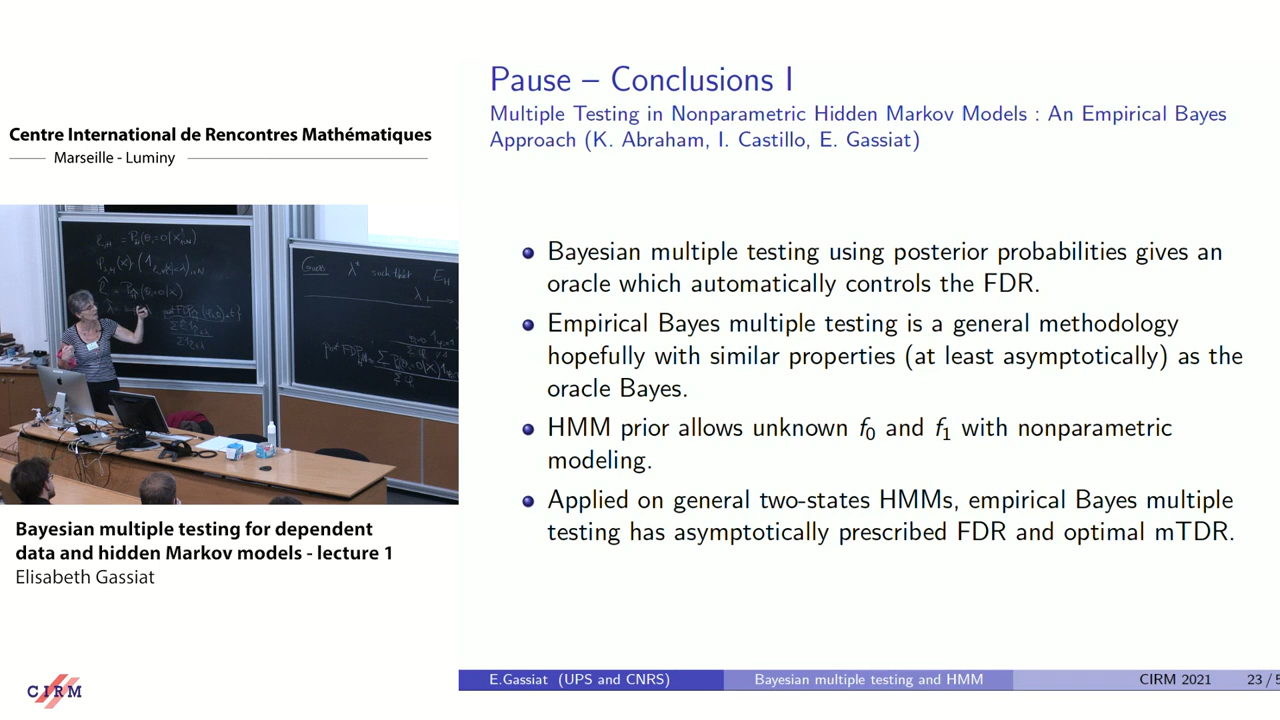 Pause – Conclusions I
Multiple Testing in Nonparametric Hidden Markov Models : An Empirical Bayes
Approach (K. Abraham, I. Castillo, E. Gassiat)
Centre International de Rencontres Mathématiques
Marseille - Luminy
Guess λ* such that E_H
Bayesian multiple testing using posterior probabilities gives an
oracle which automatically controls the FDR.
Empirical Bayes multiple testing is a general methodology
hopefully with similar properties (at least asymptotically) as the
oracle Bayes.
HMM prior allows unknown f₀ and f₁ with nonparametric
modeling.
Applied on general two-states HMMs, empirical Bayes multiple
testing has asymptotically prescribed FDR and optimal mTDR.
Bayesian multiple testing for dependent
data and hidden Markov models - lecture 1
Elisabeth Gassiat
CIRM
E.Gassiat (UPS and CNRS) Bayesian multiple testing and HMM CIRM 2021 23 / 5